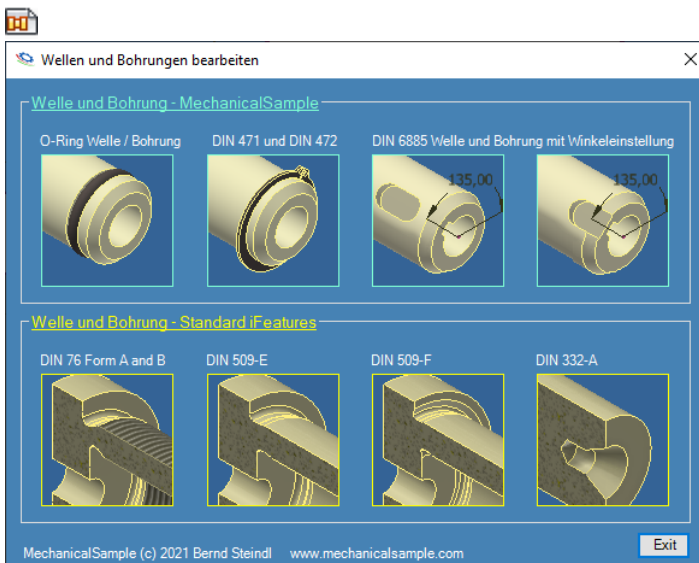 Wellen und Bohrungen bearbeiten
Welle und Bohrung - MechanicalSample
O-Ring Welle / Bohrung
DIN 471 und DIN 472
DIN 6885 Welle und Bohrung mit Winkeleinstellung
135,00
135,00
Welle und Bohrung - Standard iFeatures
DIN 76 Form A and B
DIN 509-E
DIN 509-F
DIN 332-A
MechanicalSample (c) 2021 Bernd Steindl
www.mechanicalsample.com
Exit